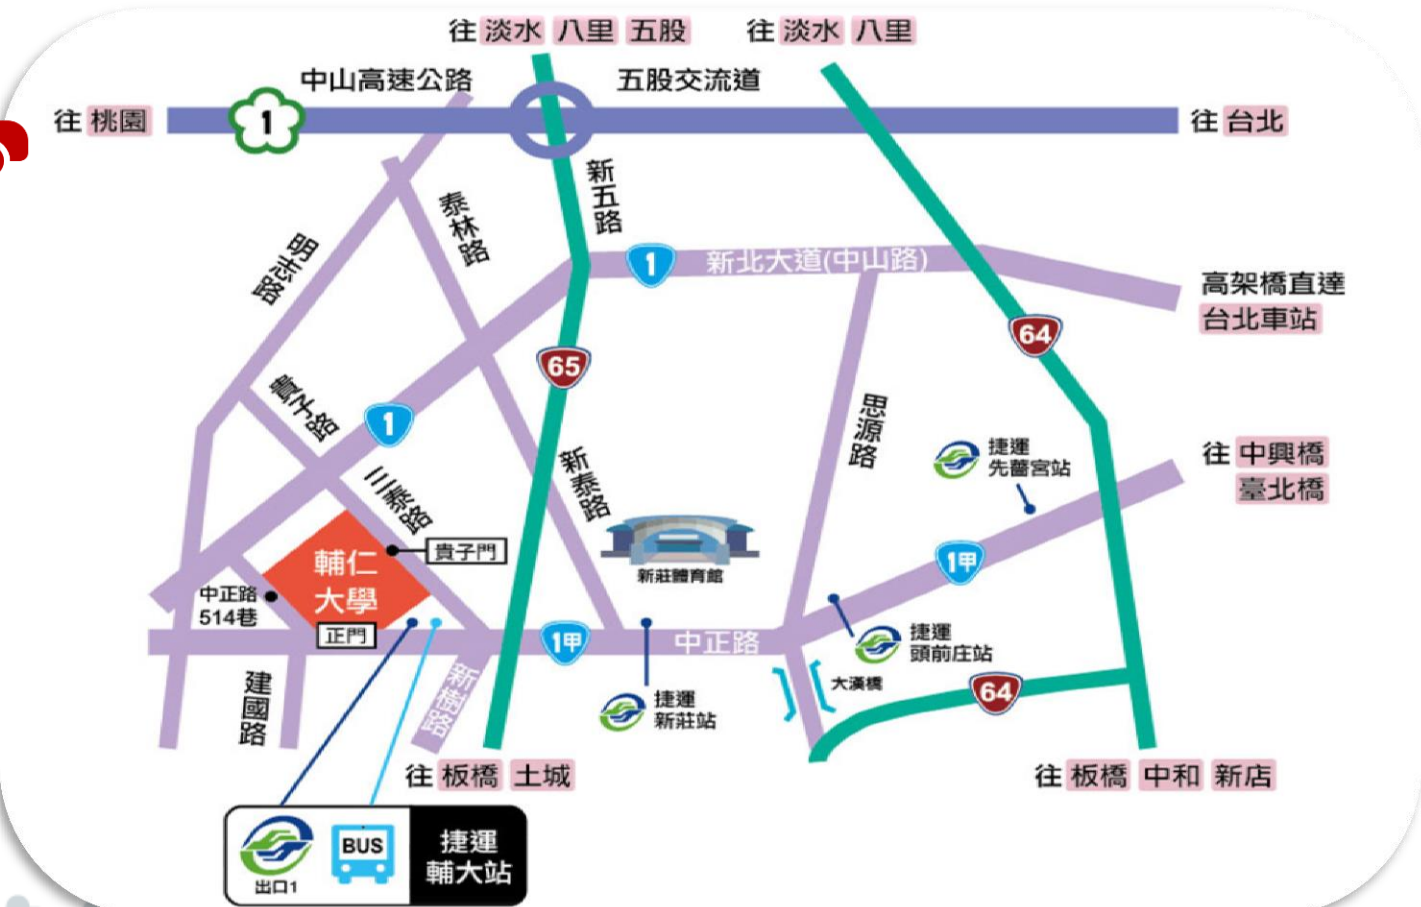 往 淡水 八里 五股
往 淡水 八里
中山高速公路
五股交流道
往 桃園
1
往 台北
新五路
泰林路
明志路
1
新北大道(中山路)
高架橋直達
台北車站
64
65
貴子路
1
思源路
捷運
先嗇宮站
往 中興橋
臺北橋
三泰路
新泰路
貴子門
輔仁
大學
正門
中正路
514巷
新莊體育館
1甲
1甲
中正路
捷運
頭前庄站
大漢橋
64
建國路
新樹路
捷運
新莊站
往 板橋 土城
往 板橋 中和 新店
出口1
BUS
捷運
輔大站